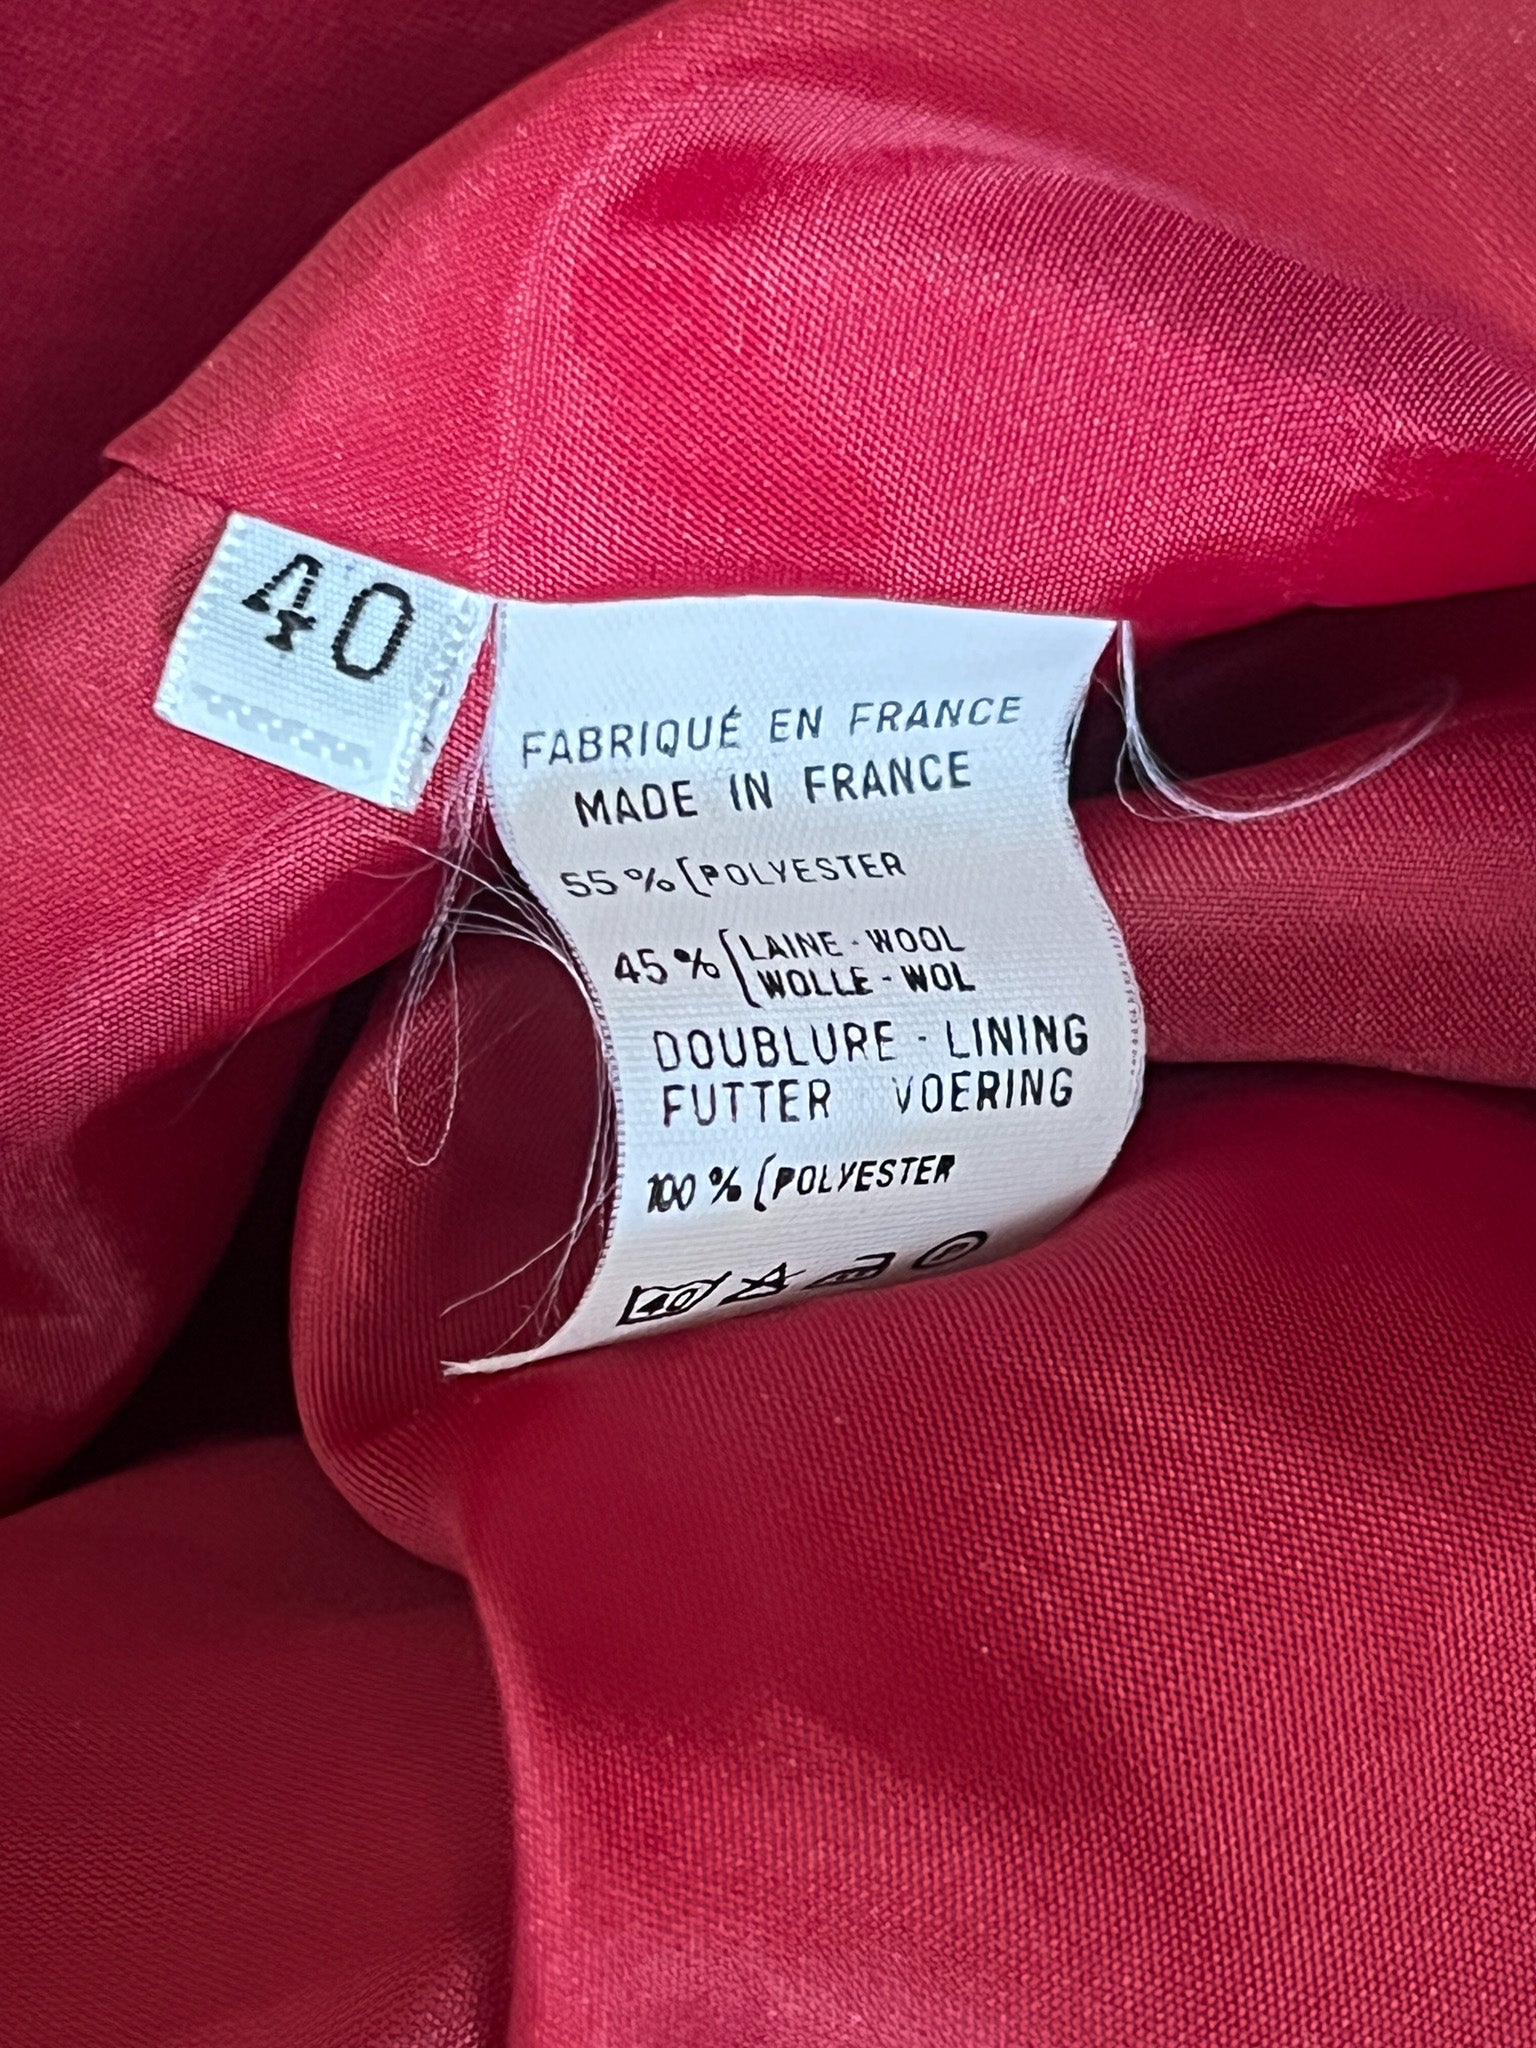 40
FABRIQUÉ EN FRANCE
MADE IN FRANCE
55 % [POLYESTER
45 % [LAINE - WOOL
WOLLE - WOL
DOUBLURE - LINING
FUTTER VOERING
100 % [POLYESTER
40 P